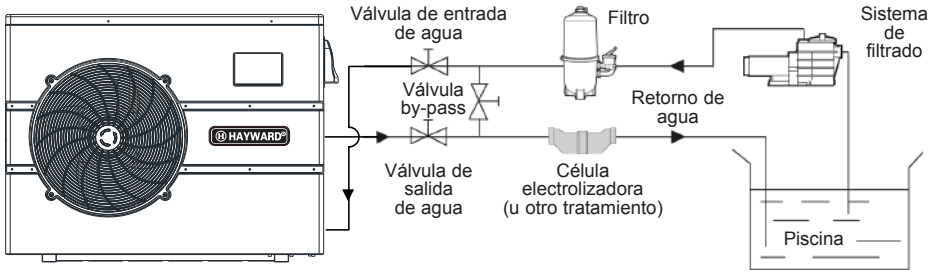 Válvula de entrada
de agua
Filtro
Sistema
de
filtrado
Válvula
by-pass
Retorno de
agua
HAYWARD®
Válvula de
salida
de agua
Célula
electrolizadora
(u otro tratamiento)
Piscina